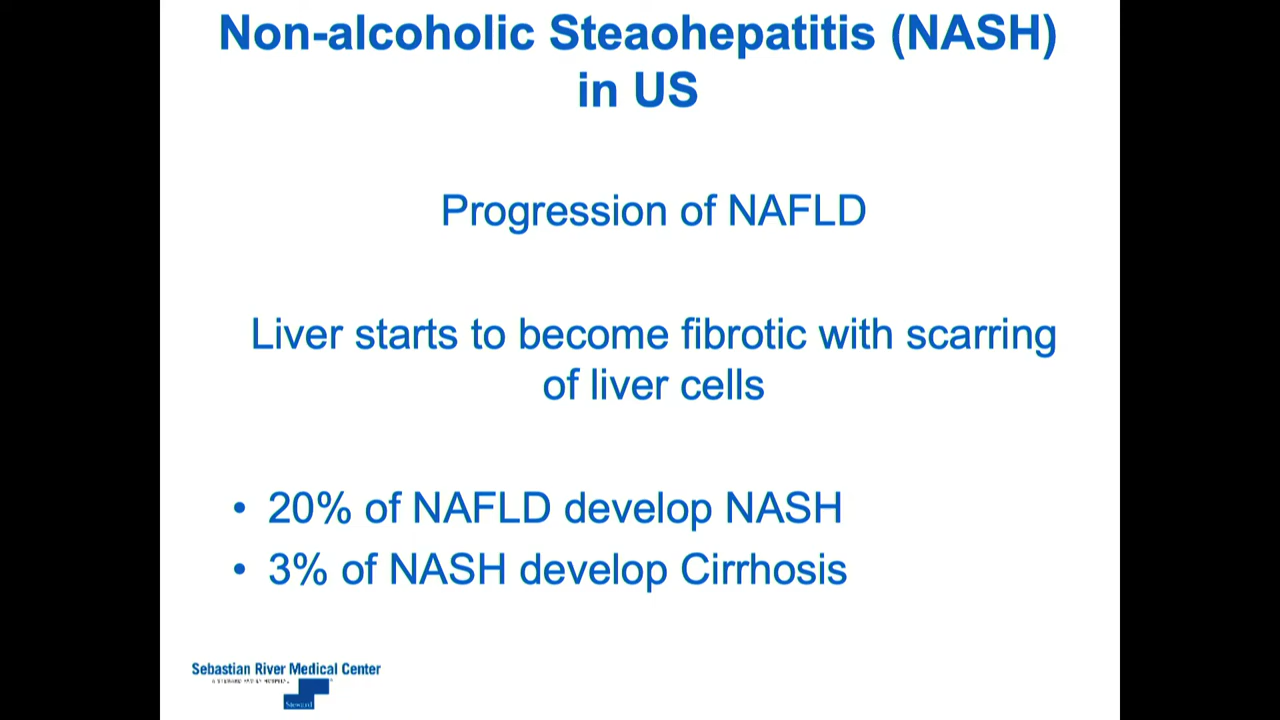 Non-alcoholic Steaohepatitis (NASH)
in US
Progression of NAFLD
Liver starts to become fibrotic with scarring
of liver cells
• 20% of NAFLD develop NASH
• 3% of NASH develop Cirrhosis
Sebastian River Medical Center
Steward